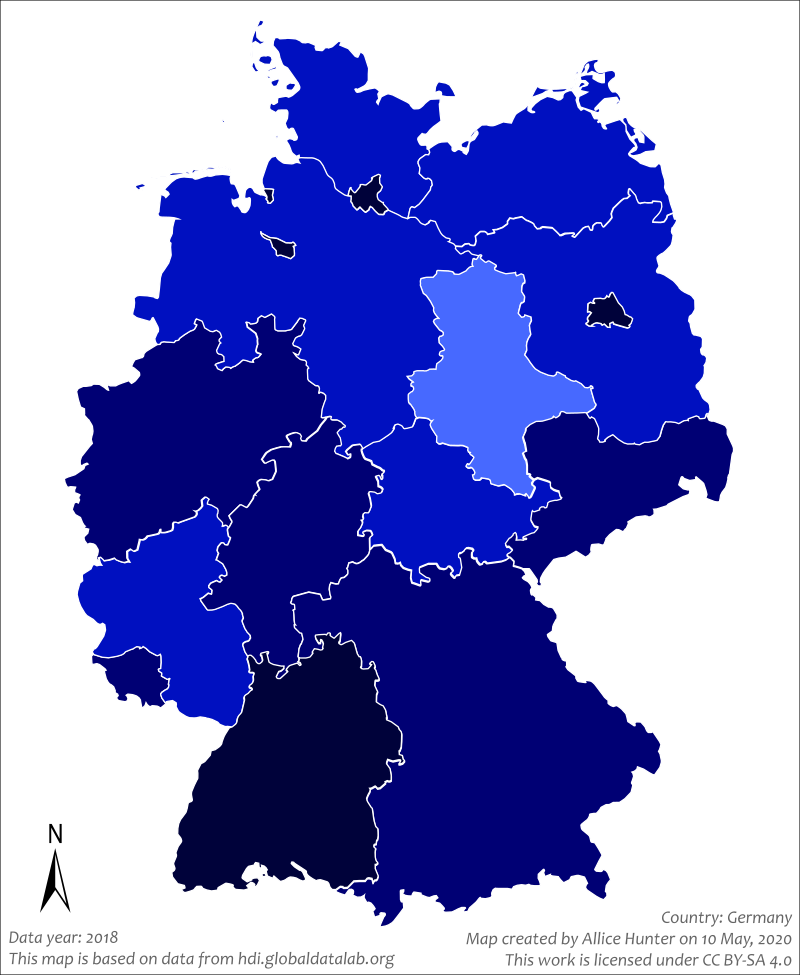 N
Data year: 2018
This map is based on data from hdi.globaldatalab.org
Country: Germany
Map created by Allice Hunter on 10 May, 2020
This work is licensed under CC BY-SA 4.0